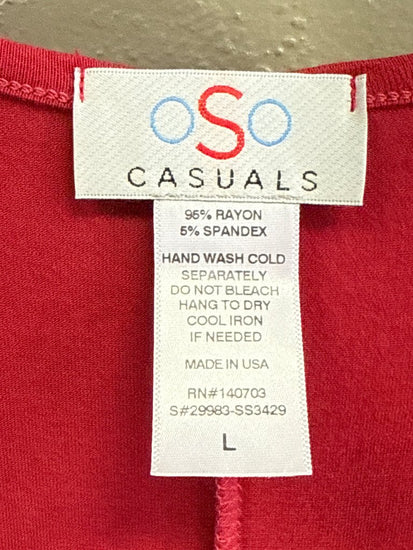 oSo
CASUALS
95% RAYON
5% SPANDEX
HAND WASH COLD
SEPARATELY
DO NOT BLEACH
HANG TO DRY
COOL IRON
IF NEEDED
MADE IN USA
RN#140703
S#29983-SS3429
L